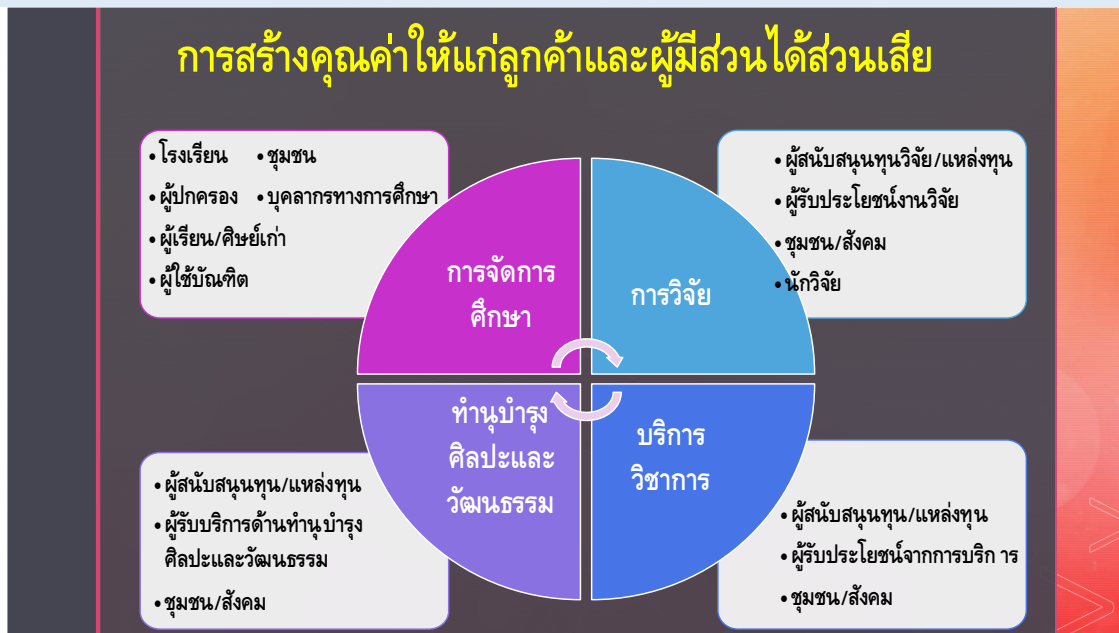 การสร้างคุณค่าให้แก่ลูกค้าและผู้มีส่วนได้ส่วนเสีย
•โรงเรียน •ชุมชน
•ผู้ปกครอง •บุคลากรทางการศึกษา
•ผู้เรียน/ศิษย์เก่า
•ผู้ใช้บัณฑิต
การจัดการ
ศึกษา
การวิจัย
•ผู้สนับสนุนทุนวิจัย/แหล่งทุน
•ผู้รับประโยชน์งานวิจัย
•ชุมชน/สังคม
•นักวิจัย
•ผู้สนับสนุนทุน/แหล่งทุน
•ผู้รับบริการด้านทำนุบำรุง
ศิลปะและวัฒนธรรม
•ชุมชน/สังคม
ทำนุบำรุง
ศิลปะและ
วัฒนธรรม
บริการ
วิชาการ
•ผู้สนับสนุนทุน/แหล่งทุน
•ผู้รับประโยชน์จากการบริก าร
•ชุมชน/สังคม